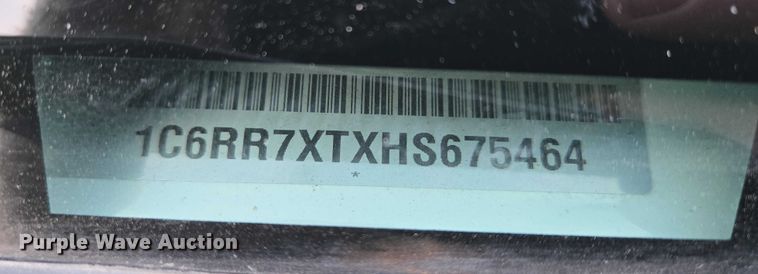 1C6RR7XTXHS675464
*
Purple Wave Auction